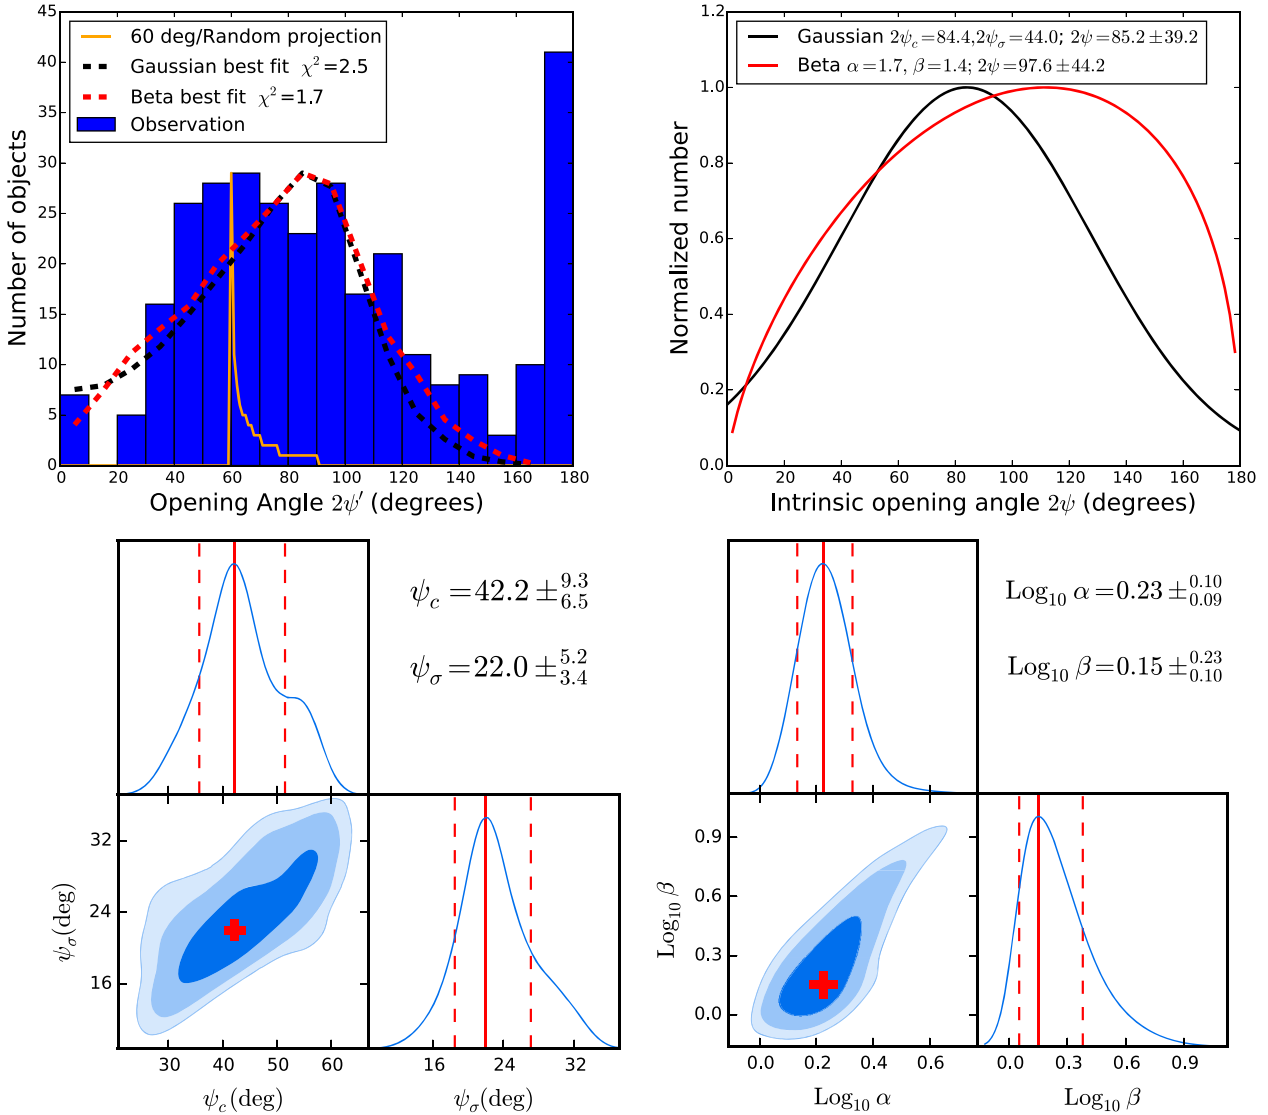 60 deg/Random projection
Gaussian best fit χ²=2.5
Beta best fit χ²=1.7
Observation
45
40
35
30
25
20
15
10
5
0
Number of objects
0 20 40 60 80 100 120 140 160 180
Opening Angle 2ψ′ (degrees)
Gaussian 2ψ_c=84.4,2ψ_σ=44.0; 2ψ=85.2±39.2
Beta α=1.7, β=1.4; 2ψ=97.6±44.2
1.2
1.0
0.8
0.6
0.4
0.2
0.0
Normalized number
0 20 40 60 80 100 120 140 160 180
Intrinsic opening angle 2ψ (degrees)
ψ_c=42.2±^{9.3}_{6.5}
ψ_σ=22.0±^{5.2}_{3.4}
32
24
16
ψ_σ(deg)
30 40 50 60
ψ_c(deg)
16 24 32
ψ_σ(deg)
Log₁₀ α=0.23±^{0.10}_{0.09}
Log₁₀ β=0.15±^{0.23}_{0.10}
0.9
0.6
0.3
0.0
Log₁₀ β
0.0 0.2 0.4 0.6
Log₁₀ α
0.0 0.3 0.6 0.9
Log₁₀ β